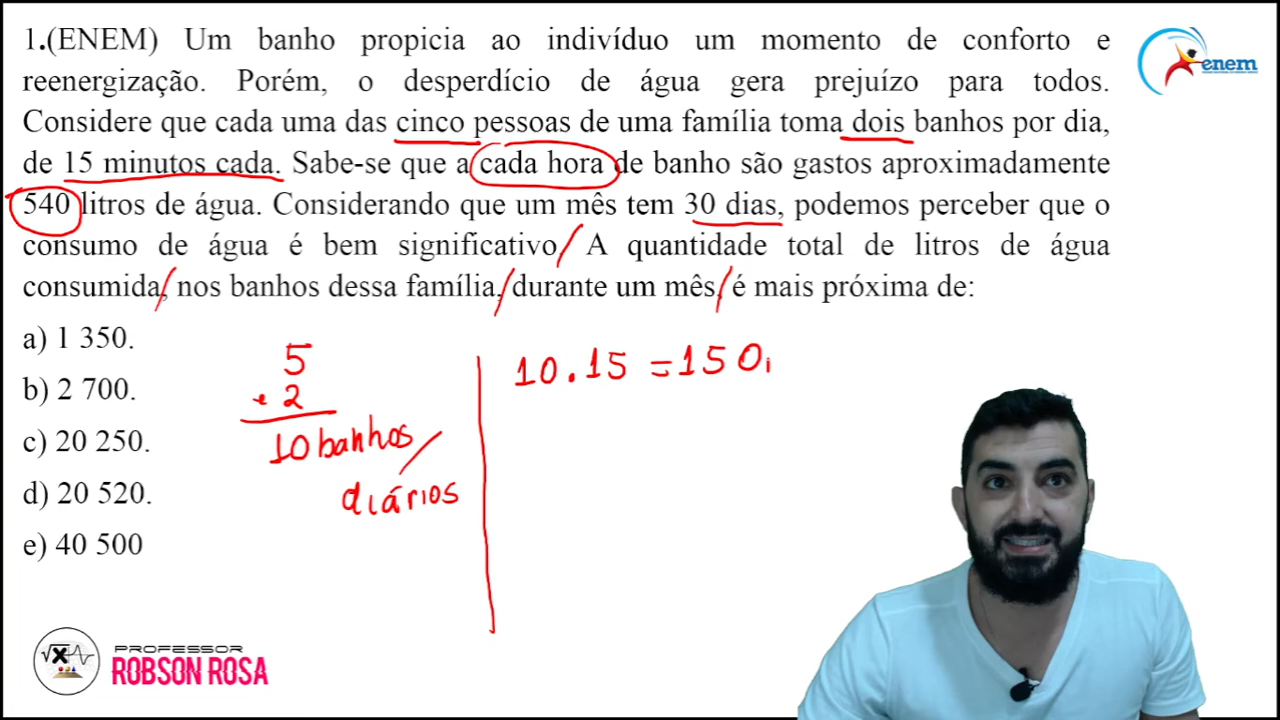 1.(ENEM) Um banho propicia ao indivíduo um momento de conforto e
reenergização. Porém, o desperdício de água gera prejuízo para todos.
Considere que cada uma das cinco pessoas de uma família toma dois banhos por dia,
de 15 minutos cada. Sabe-se que a cada hora de banho são gastos aproximadamente
540 litros de água. Considerando que um mês tem 30 dias, podemos perceber que o
consumo de água é bem significativo A quantidade total de litros de água
consumida, nos banhos dessa família, durante um mês, é mais próxima de:
a) 1 350.
b) 2 700.
c) 20 250.
d) 20 520.
e) 40 500
5
. 2
10 banhos/
diários
10.15 = 150
enem
PROFESSOR
ROBSON ROSA